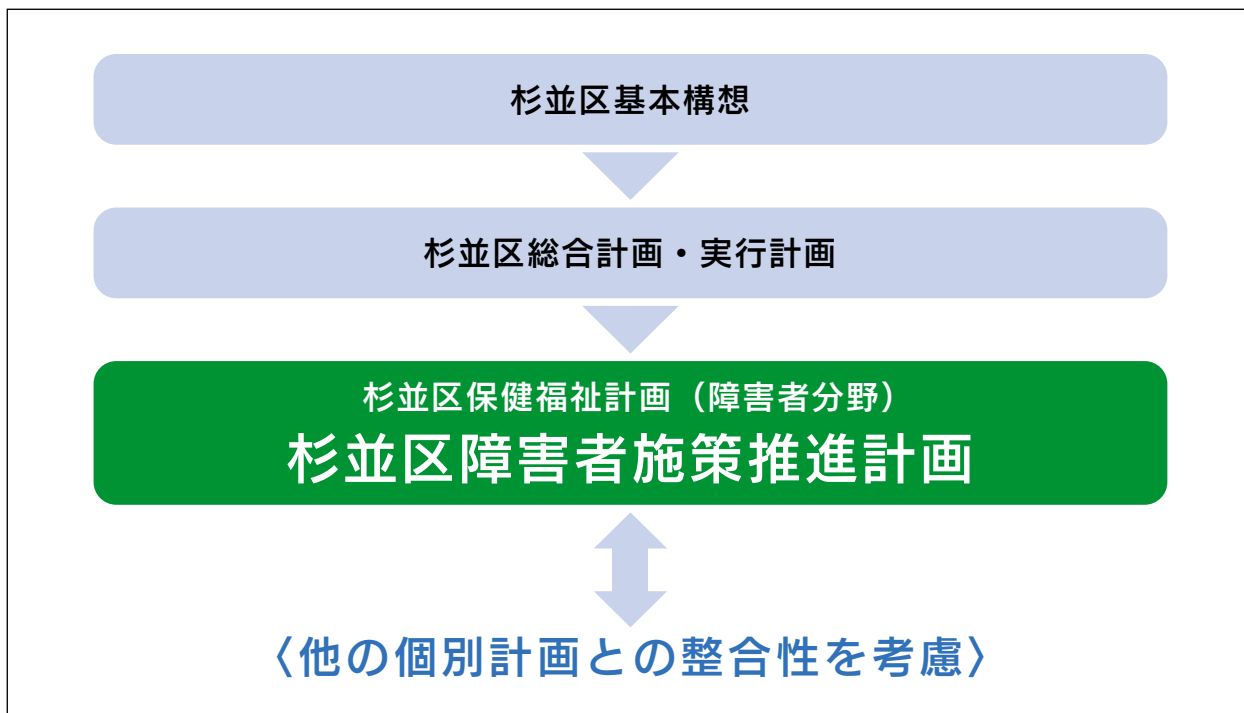 杉並区基本構想
杉並区総合計画・実行計画
杉並区保健福祉計画（障害者分野）
杉並区障害者施策推進計画
〈他の個別計画との整合性を考慮〉